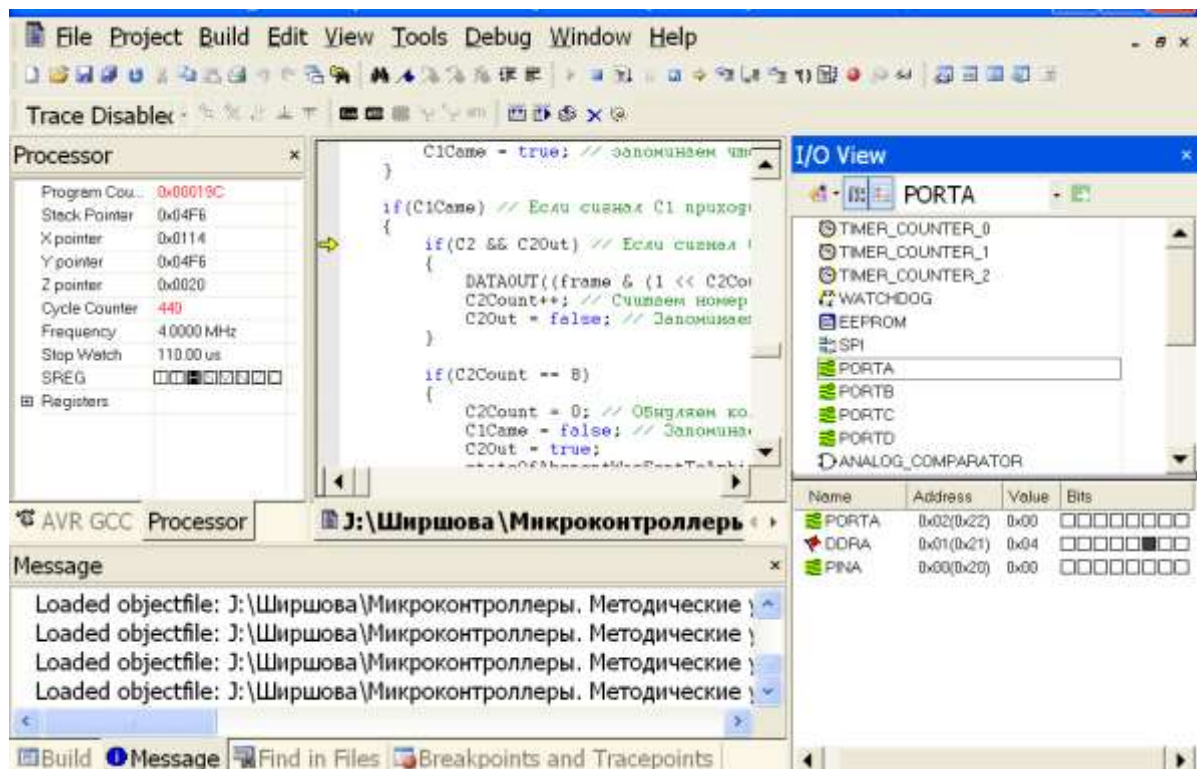 File Project Build Edit View Tools Debug Window Help
Trace Disablec
Processor
Program Cou... 0x00019C
Stack Pointer 0x04F6
X pointer 0x0114
Y pointer 0x04F6
Z pointer 0x0020
Cycle Counter 440
Frequency 4.0000 MHz
Stop Watch 110.00 us
SREG
Registers
AVR GCC Processor
C1Came = true; // запоминаем
}
if(C1Came) // Если сигнал C1
{
if(C2 && C2Out) // Если сигнал
{
DATAOUT((frame & (1 << C2Cou
C2Count++; // Считаем номер
C2Out = false; // Запоминаем
}
if(C2Count == 8)
{
C2Count = 0; // Обнуляем
C1Came = false; //
C2Out = true;
J:\Ширшова\Микроконтроллеры
I/O View
PORTA
TIMER_COUNTER_0
TIMER_COUNTER_1
TIMER_COUNTER_2
WATCHDOG
EEPROM
SPI
PORTA
PORTB
PORTC
PORTD
ANALOG_COMPARATOR
Name Address Value Bits
PORTA 0x02(0x22) 0x00
DDRA 0x01(0x21) 0x04
PINA 0x00(0x20) 0x00
Message
Loaded objectfile: J:\Ширшова\Микроконтроллеры. Методические
Loaded objectfile: J:\Ширшова\Микроконтроллеры. Методические
Loaded objectfile: J:\Ширшова\Микроконтроллеры. Методические
Loaded objectfile: J:\Ширшова\Микроконтроллеры. Методические
Build Message Find in Files Breakpoints and Tracepoints